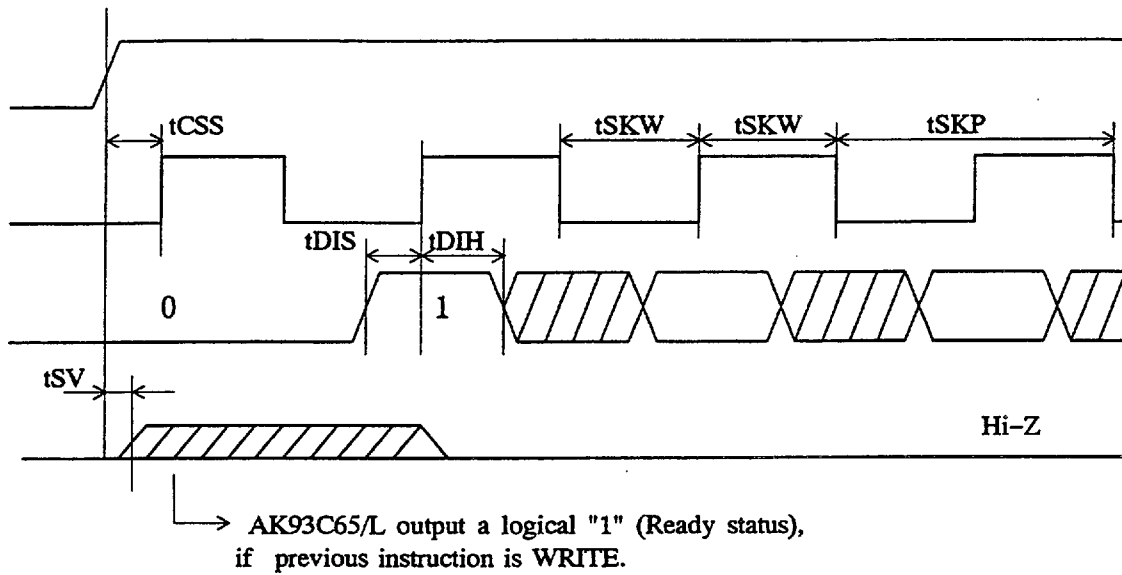 tCSS
tSKW
tSKW
tSKP
tDIS
tDIH
0
1
tSV
Hi-Z
AK93C65/L output a logical "1" (Ready status),
if previous instruction is WRITE.